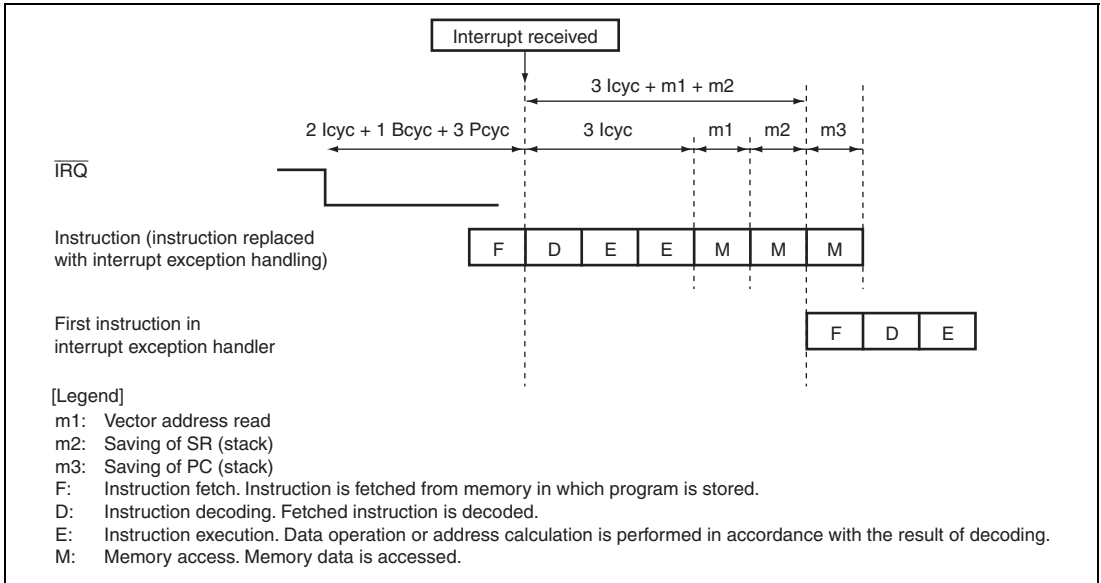 Interrupt received
3 Icyc + m1 + m2
2 Icyc + 1 Bcyc + 3 Pcyc
3 Icyc
m1
m2
m3
IRQ
Instruction (instruction replaced
with interrupt exception handling)
F D E E M M M
First instruction in
interrupt exception handler
F D E
[Legend]
m1: Vector address read
m2: Saving of SR (stack)
m3: Saving of PC (stack)
F: Instruction fetch. Instruction is fetched from memory in which program is stored.
D: Instruction decoding. Fetched instruction is decoded.
E: Instruction execution. Data operation or address calculation is performed in accordance with the result of decoding.
M: Memory access. Memory data is accessed.